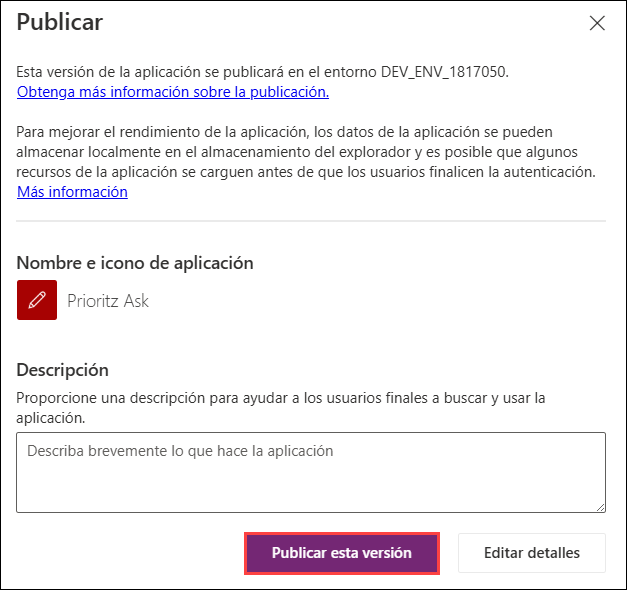 Publicar
Esta versión de la aplicación se publicará en el entorno DEV_ENV_1817050.
Obtenga más información sobre la publicación.
Para mejorar el rendimiento de la aplicación, los datos de la aplicación se pueden
almacenar localmente en el almacenamiento del explorador y es posible que algunos
recursos de la aplicación se carguen antes de que los usuarios finalicen la autenticación.
Más información
Nombre e icono de aplicación
Prioritz Ask
Descripción
Proporcione una descripción para ayudar a los usuarios finales a buscar y usar la
aplicación.
Describa brevemente lo que hace la aplicación
Publicar esta versión
Editar detalles